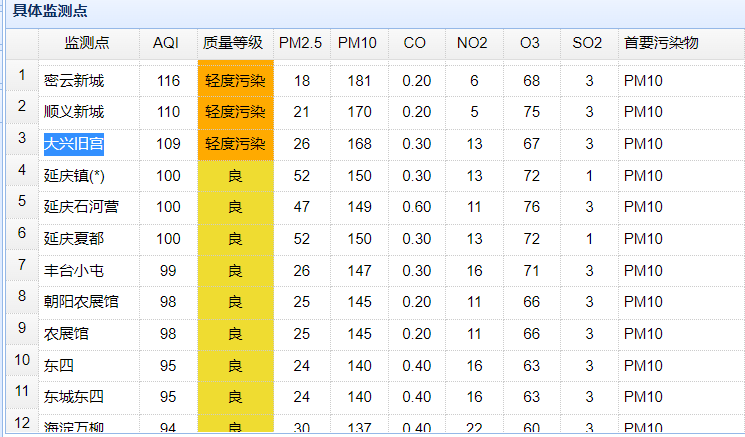 具体监测点
监测点 AQI 质量等级 PM2.5 PM10 CO NO2 O3 SO2 首要污染物
1 密云新城 116 轻度污染 18 181 0.20 6 68 3 PM10
2 顺义新城 110 轻度污染 21 170 0.20 5 75 3 PM10
3 大兴旧宫 109 轻度污染 26 168 0.30 13 67 3 PM10
4 延庆镇(*) 100 良 52 150 0.30 13 72 1 PM10
5 延庆石河营 100 良 47 149 0.60 11 76 3 PM10
6 延庆夏都 100 良 52 150 0.30 13 72 1 PM10
7 丰台小屯 99 良 26 147 0.30 16 71 3 PM10
8 朝阳农展馆 98 良 25 145 0.20 11 66 3 PM10
9 农展馆 98 良 25 145 0.20 11 66 3 PM10
10 东四 95 良 24 140 0.40 16 63 3 PM10
11 东城东四 95 良 24 140 0.40 16 63 3 PM10
12 海淀万柳 94 良 30 137 0.40 22 60 3 PM10